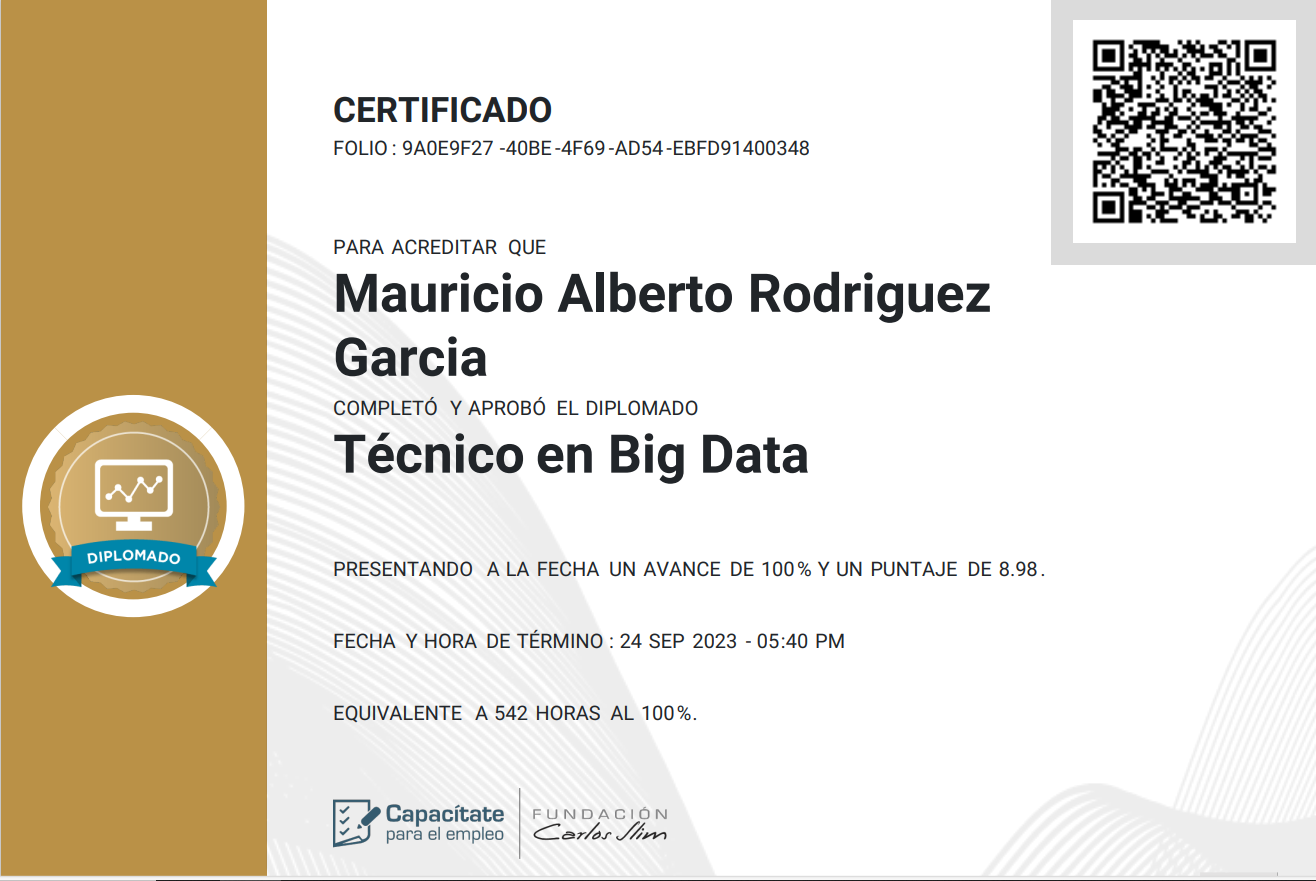 CERTIFICADO
FOLIO : 9A0E9F27 -40BE -4F69 -AD54 -EBFD91400348
PARA ACREDITAR QUE
Mauricio Alberto Rodriguez
Garcia
COMPLETÓ Y APROBÓ EL DIPLOMADO
Técnico en Big Data
DIPLOMADO
PRESENTANDO A LA FECHA UN AVANCE DE 100% Y UN PUNTAJE DE 8.98.
FECHA Y HORA DE TÉRMINO : 24 SEP 2023 - 05:40 PM
EQUIVALENTE A 542 HORAS AL 100%.
Capacítate
para el empleo
FUNDACIÓN
Carlos Slim